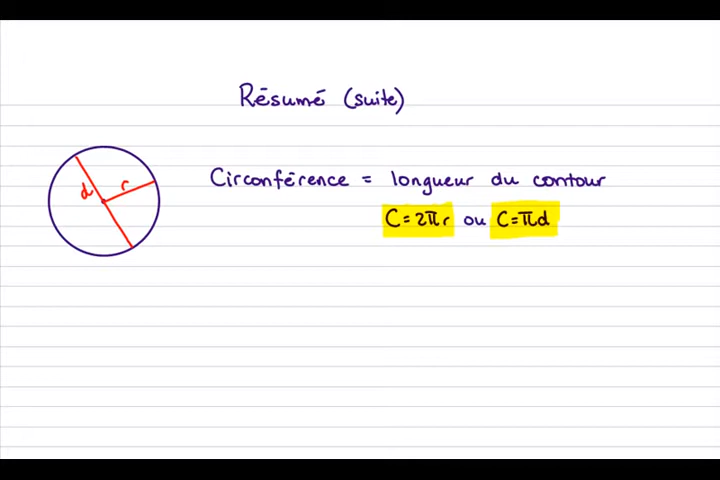 Résumé (suite)
d
r
Circonférence = longueur du contour
C=2πr ou C=πd